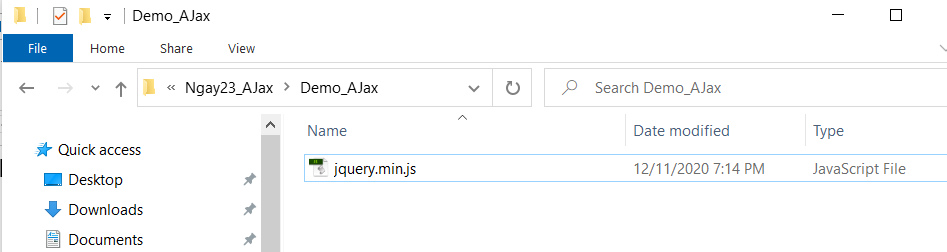 Demo_AJax
File Home Share View
« Ngay23_AJax > Demo_AJax Search Demo_AJax
Name Date modified Type
Quick access
jquery.min.js 12/11/2020 7:14 PM JavaScript File
Desktop
Downloads
Documents